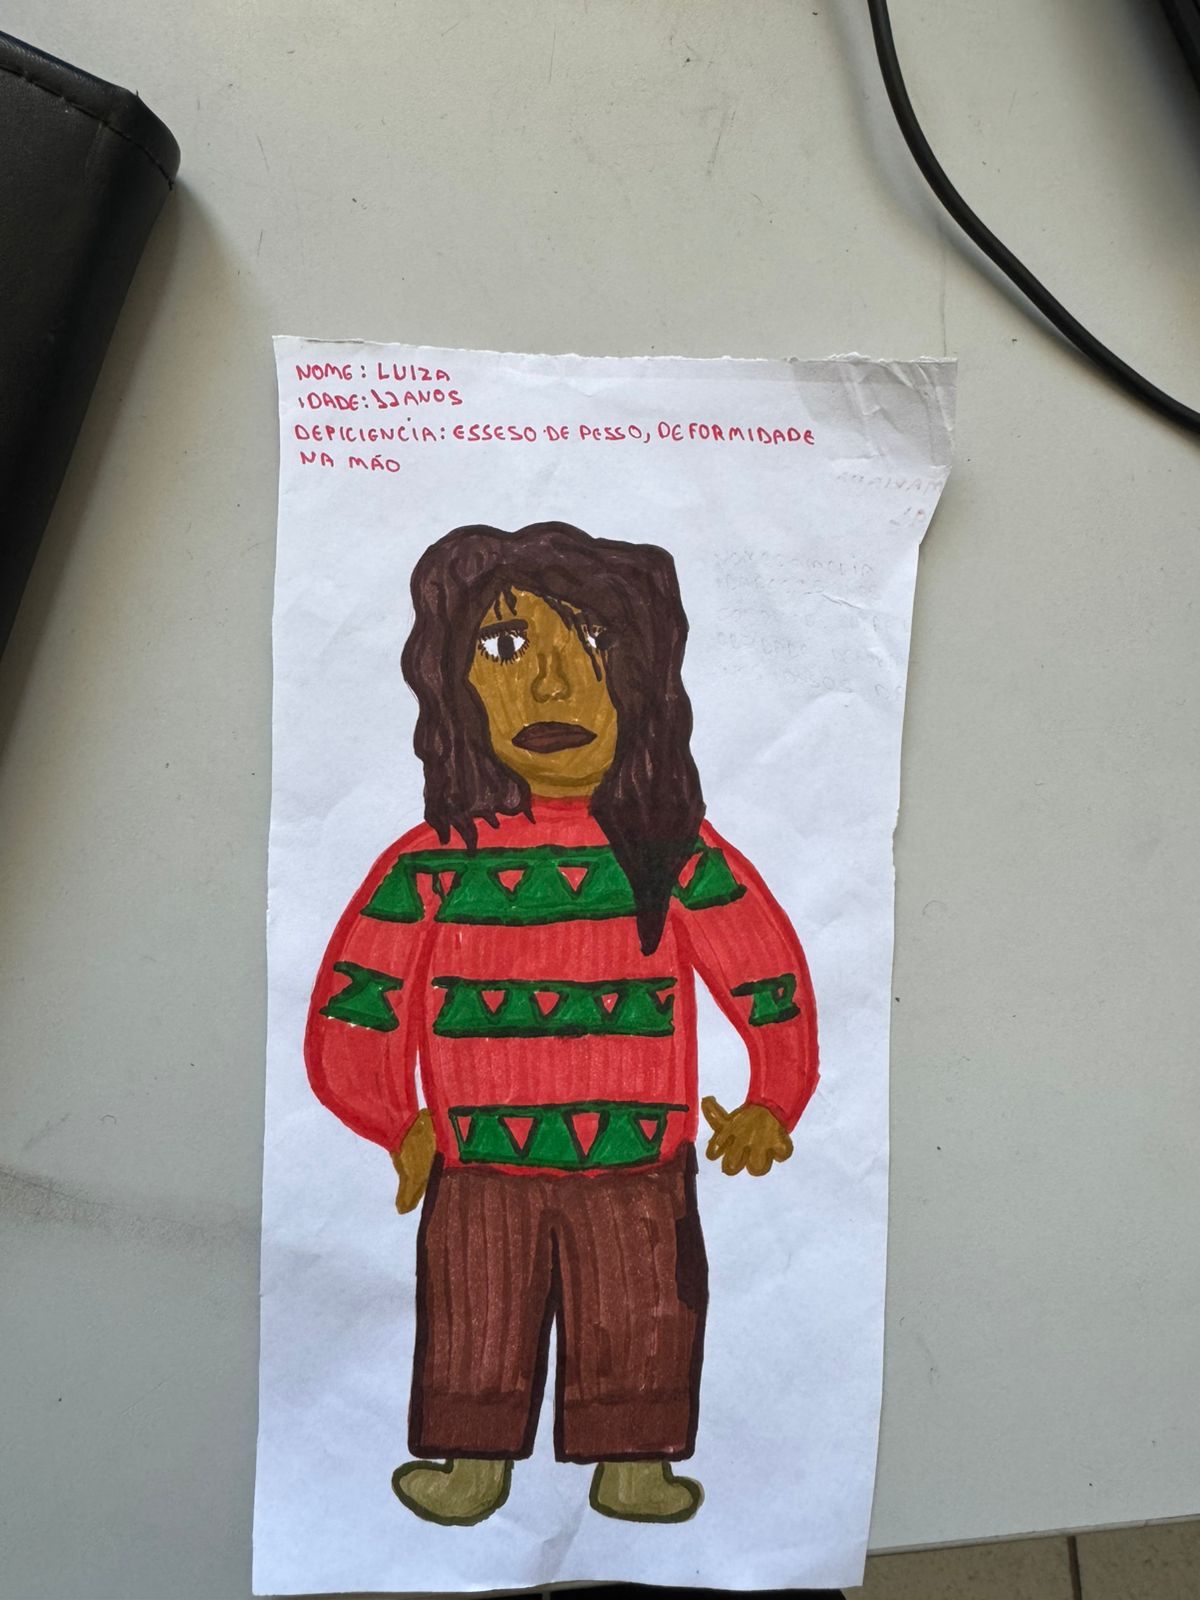 NOME: LUIZA
IDADE: 12 ANOS
DEFICIENCIA: ESSESO DE PESSO, DEFORMIDADE
NA MÃO